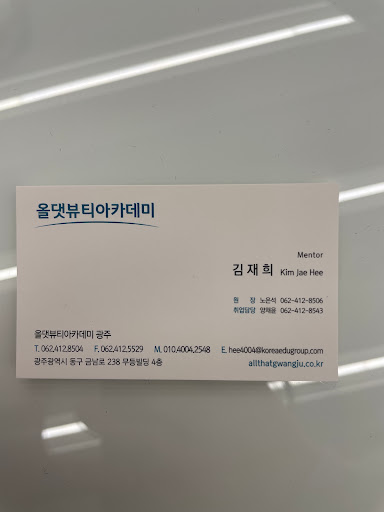 올댓뷰티아카데미
Mentor
김재희 Kim Jae Hee
원 장 노은석 062-412-8506
취업담당 양채윤 062-412-8543
올댓뷰티아카데미 광주
T. 062.412.8504 F. 062.412.5529 M. 010.4004.2548 E. hee4004@koreaedugroup.com
광주광역시 동구 금남로 238 무등빌딩 4층
allthatgwangju.co.kr